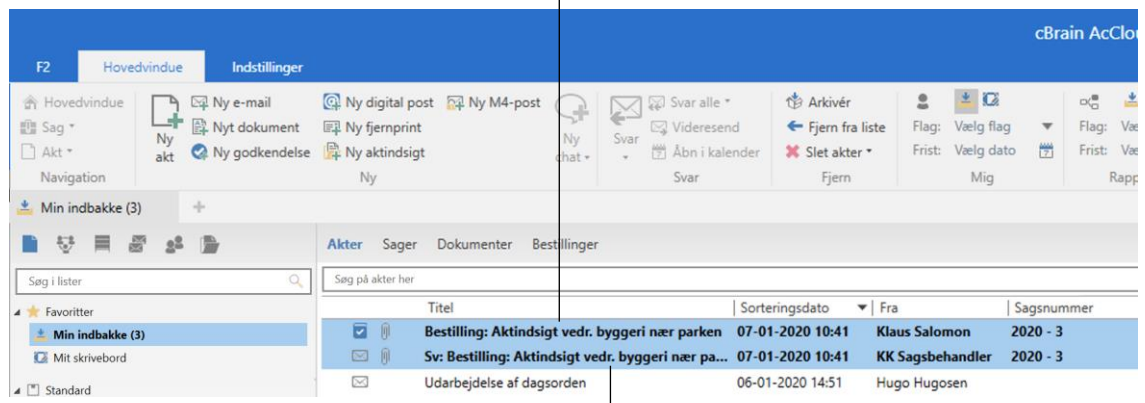 cBrain AcClou
F2 Hovedvindue Indstillinger
Hovedvindue
Sag
Akt
Navigation
Ny akt
Ny e-mail
Nyt dokument
Ny godkendelse
Ny digital post
Ny M4-post
Ny fjernprint
Ny aktindsigt
Ny
Ny chat
Svar
Svar alle
Videresend
Åbn i kalender
Svar
Arkivér
Fjern fra liste
Slet akter
Fjern
Flag: Vælg flag
Frist: Vælg dato
Mig
Flag: Væ
Frist: Væ
Rapp
Min indbakke (3) +
Akter Sager Dokumenter Bestillinger
Søg i lister
Søg på akter her
Favoritter
Min indbakke (3)
Mit skrivebord
Standard
Titel Sorteringsdato Fra Sagsnummer
Bestilling: Aktindsigt vedr. byggeri nær parken 07-01-2020 10:41 Klaus Salomon 2020 - 3
Sv: Bestilling: Aktindsigt vedr. byggeri nær pa... 07-01-2020 10:41 KK Sagsbehandler 2020 - 3
Udarbejdelse af dagsorden 06-01-2020 14:51 Hugo Hugosen